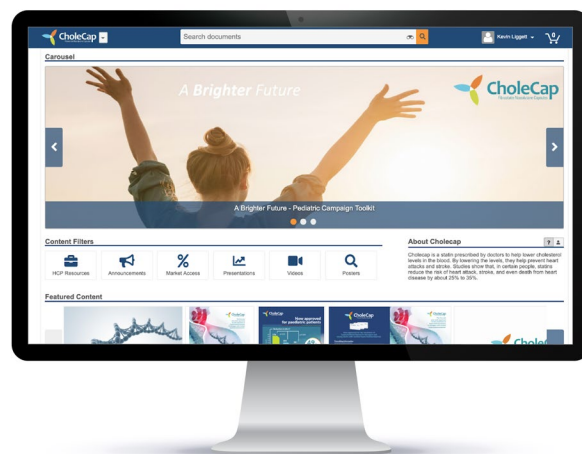 CholeCap
Search documents
Kevin Liggett
0
Carousel
A Brighter Future
CholeCap
A Brighter Future - Pediatric Campaign Toolkit
Content Filters
HCP Resources
Announcements
Market Access
Presentations
Videos
Posters
About Cholecap
Cholecap is a statin prescribed by doctors to help lower cholesterol
levels in the blood. By lowering the levels, they help prevent heart
attacks and stroke. Studies show that, in certain people, statins
reduce the risk of heart attack, stroke, and even death from heart
disease by about 25% to 35%.
Featured Content
CholeCap
CholeCap
Now approved
for pediatric patients
CholeCap
CholeCap
CholeCap